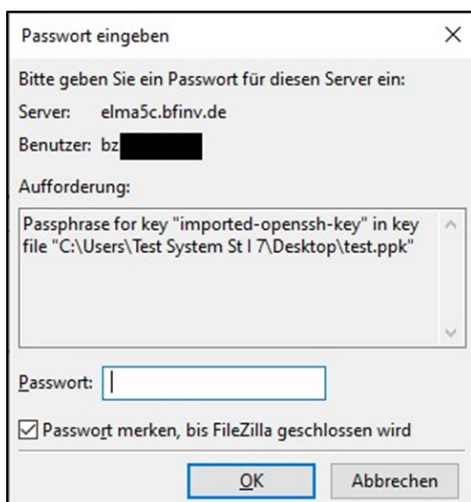 Passwort eingeben
Bitte geben Sie ein Passwort für diesen Server ein:
Server: elma5c.bfinv.de
Benutzer: bz
Aufforderung:
Passphrase for key "imported-openssh-key" in key
file "C:\Users\Test System St I 7\Desktop\test.ppk"
Passwort:
Passwort merken, bis FileZilla geschlossen wird
OK Abbrechen